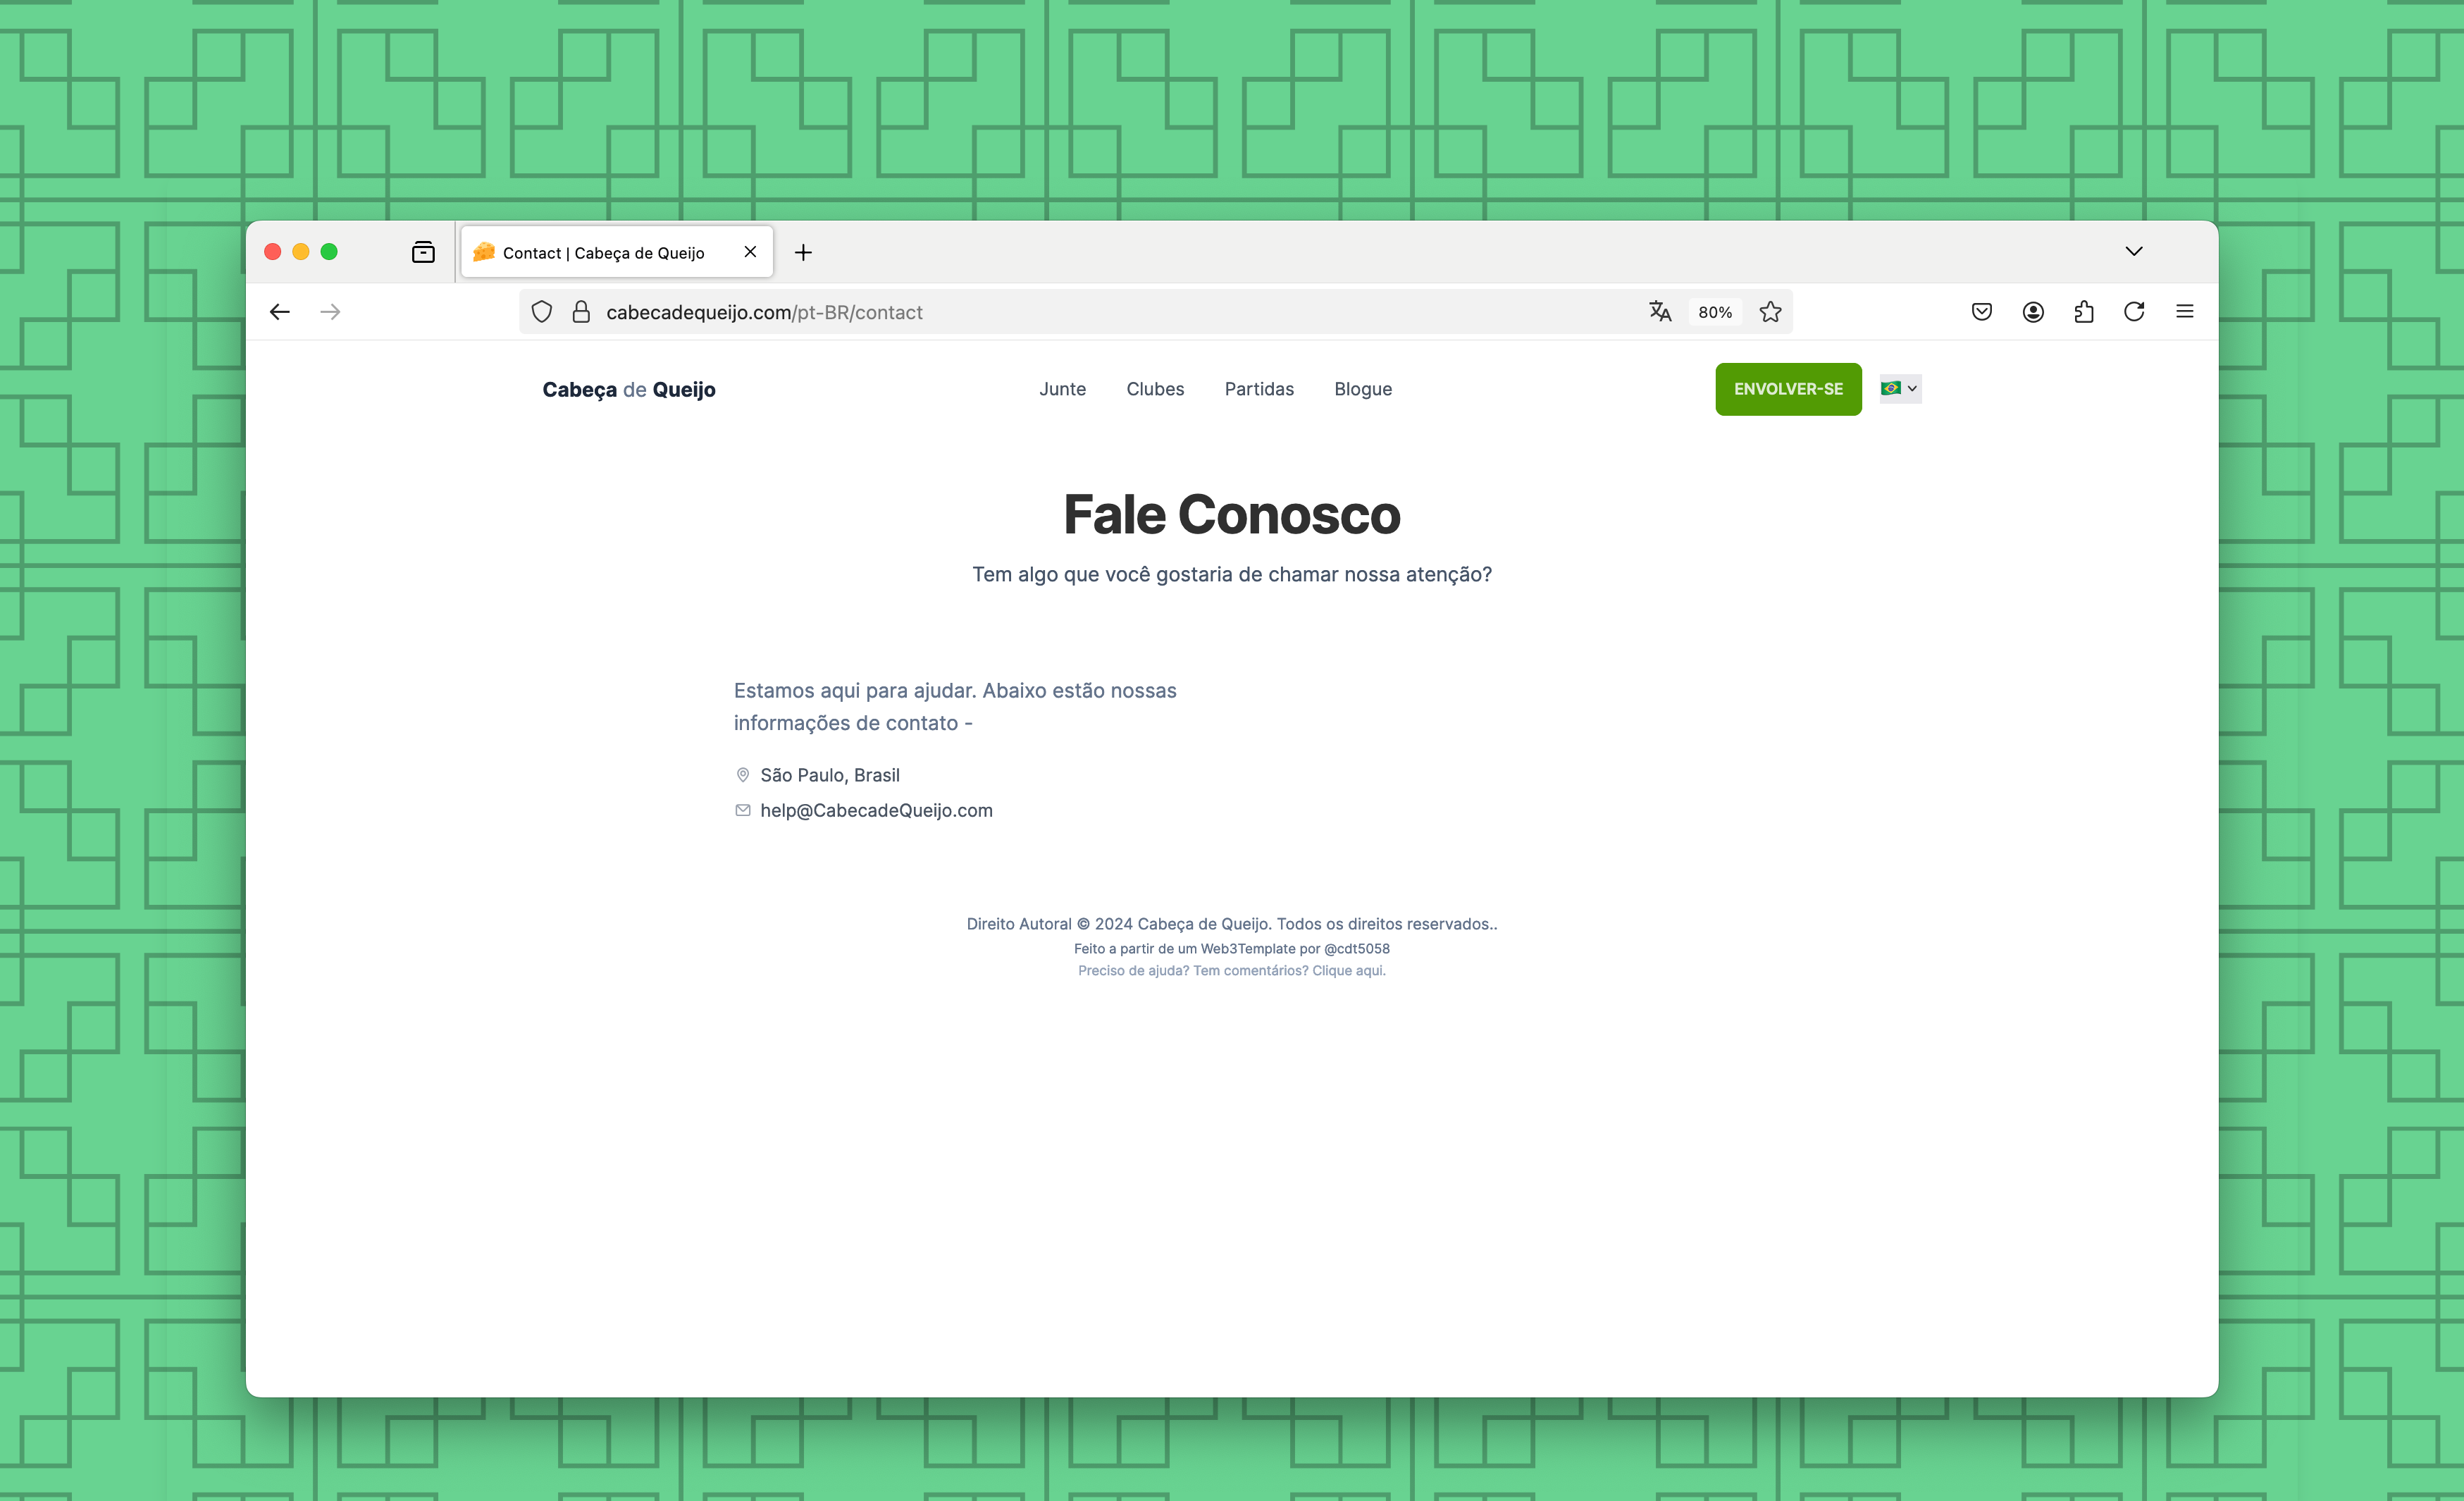 Contact | Cabeça de Queijo
cabecadequeijo.com/pt-BR/contact
80%
Cabeça de Queijo
Junte
Clubes
Partidas
Blogue
ENVOLVER-SE
Fale Conosco
Tem algo que você gostaria de chamar nossa atenção?
Estamos aqui para ajudar. Abaixo estão nossas
informações de contato -
São Paulo, Brasil
help@CabecadeQueijo.com
Direito Autoral © 2024 Cabeça de Queijo. Todos os direitos reservados..
Feito a partir de um Web3Template por @cdt5058
Preciso de ajuda? Tem comentários? Clique aqui.